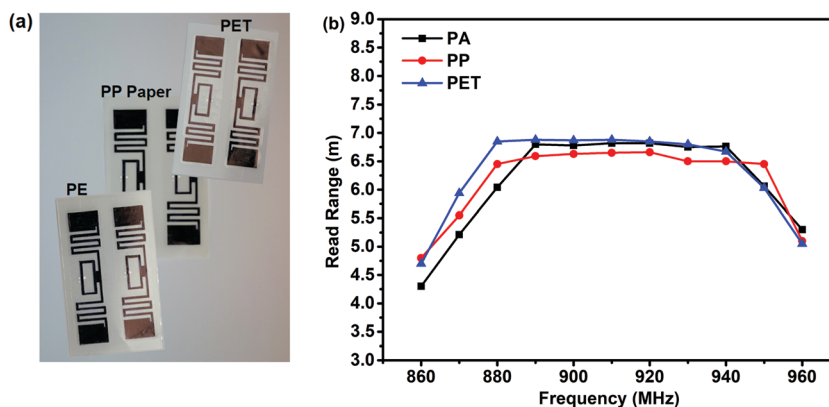 (a)
PET
PP Paper
PE
(b)
PA
PP
PET
Read Range (m)
9.0
8.5
8.0
7.5
7.0
6.5
6.0
5.5
5.0
4.5
4.0
3.5
3.0
860 880 900 920 940 960
Frequency (MHz)